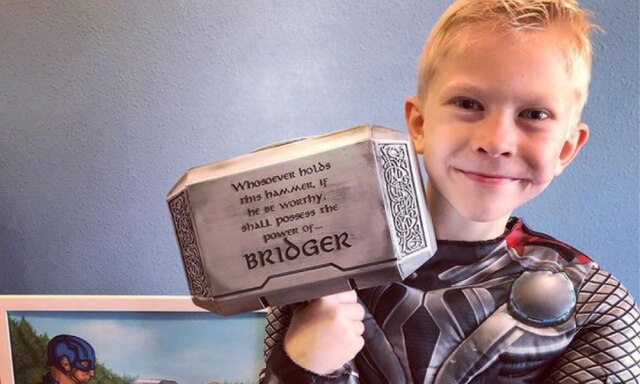 Whosoever holds
this hammer, if
he be worthy,
shall possess the
power of...
BRIDGER